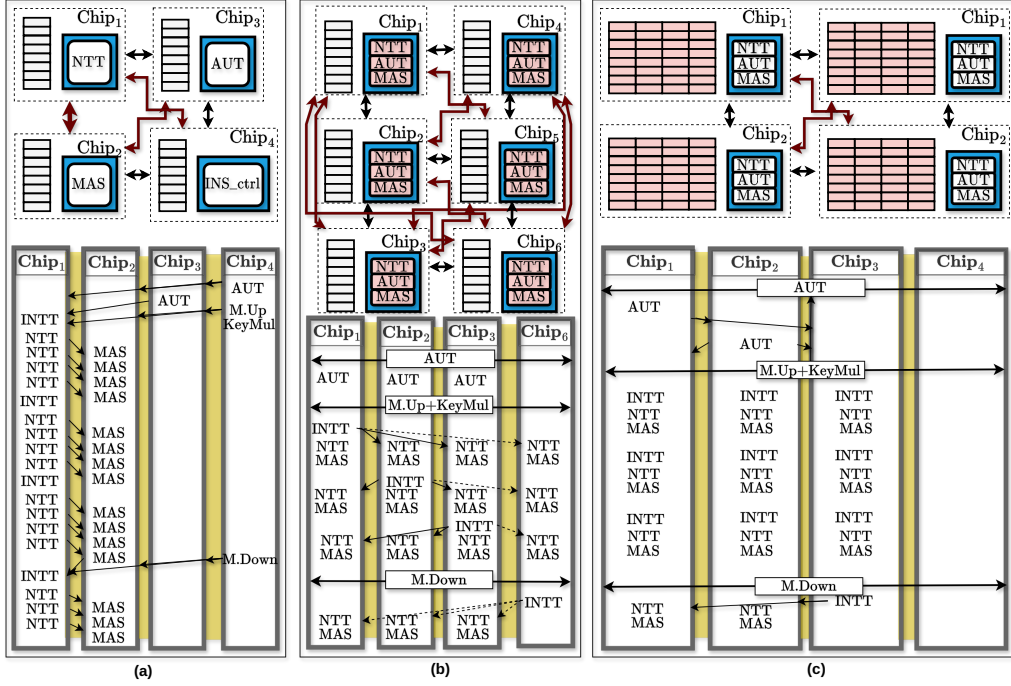 Chip1
Chip3
NTT
AUT
Chip2
Chip4
MAS
INS_ctrl
Chip1
Chip2
Chip3
Chip4
AUT
AUT
M.Up
KeyMul
INTT
NTT
NTT MAS
NTT MAS
NTT MAS
MAS
INTT
NTT
NTT MAS
NTT MAS
NTT MAS
INTT MAS
NTT
NTT MAS
NTT MAS
NTT MAS
MAS M.Down
INTT
NTT
NTT MAS
NTT MAS
MAS
(a)
Chip1
Chip4
NTT
AUT
MAS
NTT
AUT
MAS
Chip2
Chip5
NTT
AUT
MAS
NTT
AUT
MAS
Chip3
Chip6
NTT
AUT
MAS
NTT
AUT
MAS
Chip1
Chip2
Chip3
Chip6
AUT
AUT AUT AUT
M.Up+KeyMul
INTT
NTT NTT NTT NTT
MAS MAS MAS MAS
INTT
NTT NTT NTT NTT
MAS MAS MAS MAS
INTT
NTT NTT NTT NTT
MAS MAS MAS MAS
M.Down
INTT
NTT NTT NTT
MAS MAS MAS
(b)
Chip1
Chip1
NTT
AUT
MAS
NTT
AUT
MAS
Chip2
Chip2
NTT
AUT
MAS
NTT
AUT
MAS
Chip1
Chip2
Chip3
Chip4
AUT
AUT
AUT
M.Up+KeyMul
INTT INTT INTT
NTT NTT NTT
MAS MAS MAS
INTT INTT INTT
NTT NTT NTT
MAS MAS MAS
INTT INTT INTT
NTT NTT NTT
MAS MAS MAS
M.Down
INTT
NTT NTT
MAS MAS
(c)